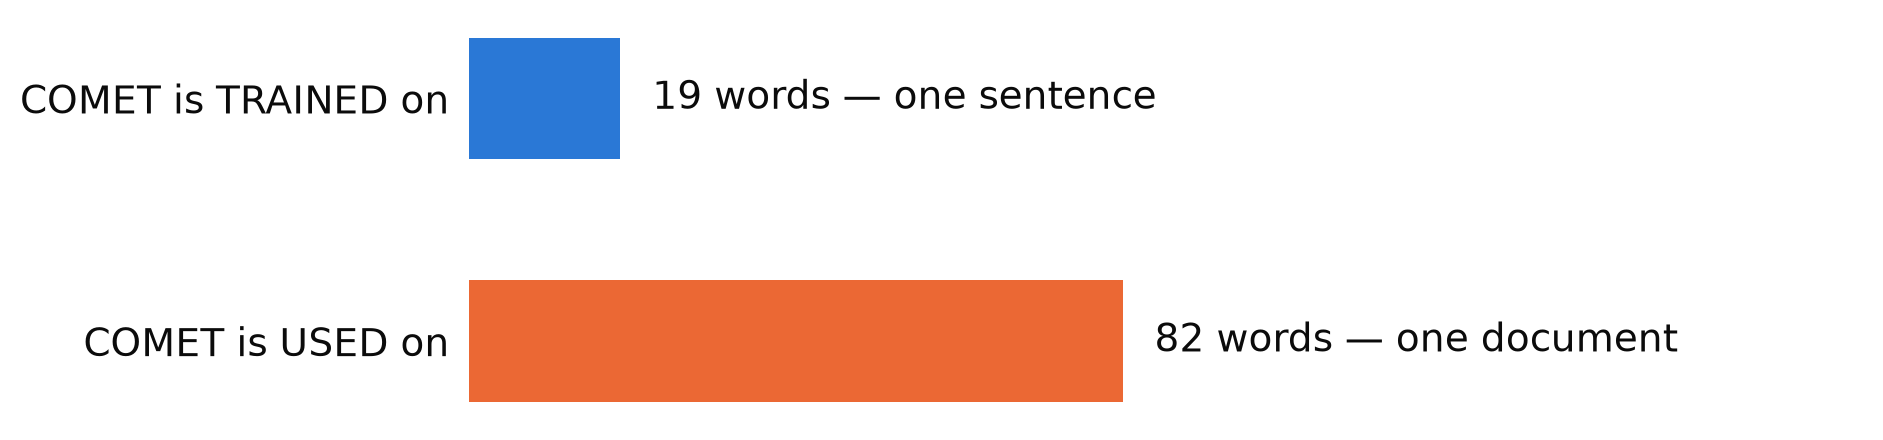 COMET is TRAINED on 19 words — one sentence
COMET is USED on 82 words — one document